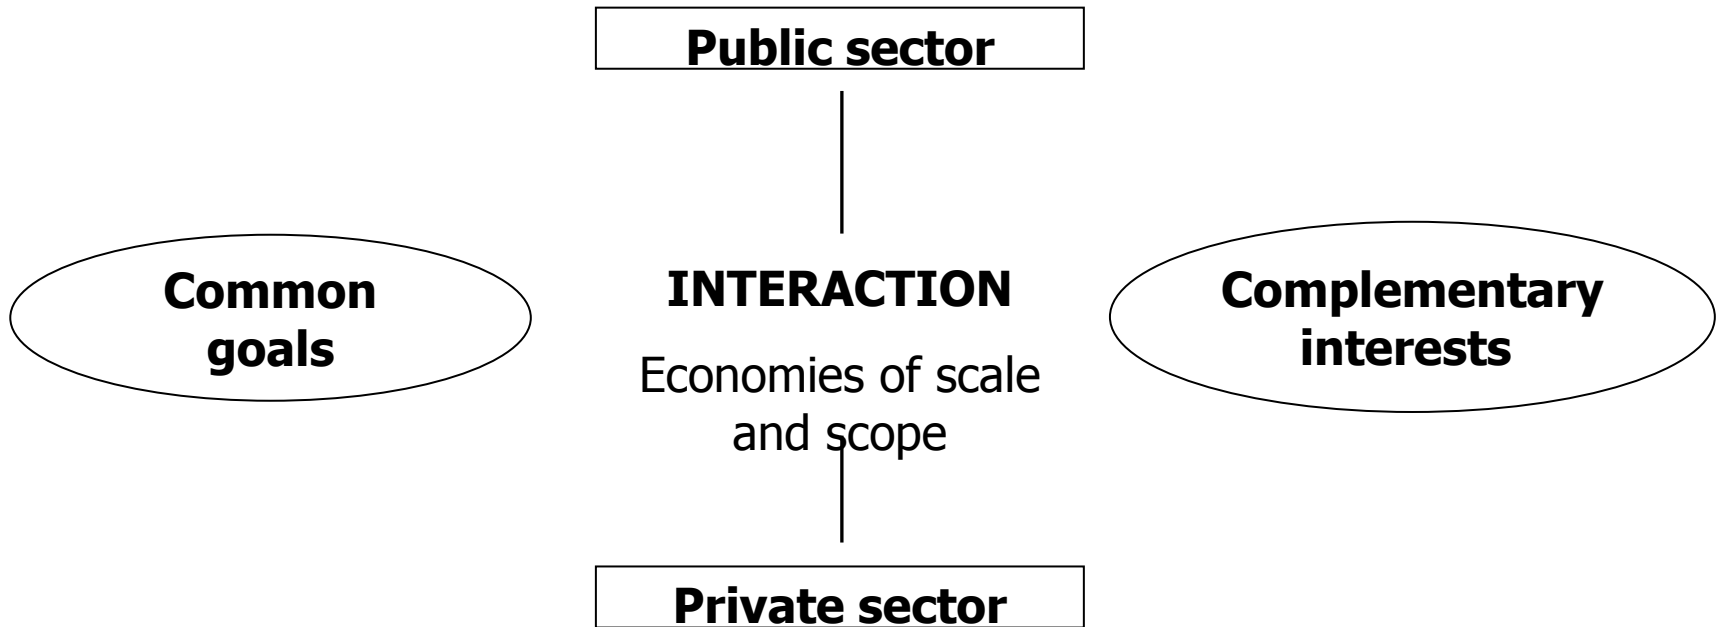 Public sector
Common
goals
INTERACTION
Economies of scale
and scope
Complementary
interests
Private sector